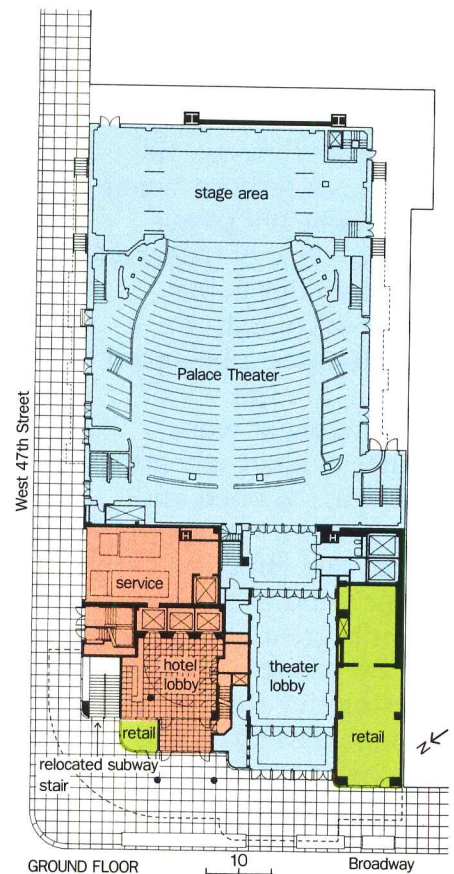 stage area
Palace Theater
West 47th Street
service
hotel
lobby
theater
lobby
retail
retail
relocated subway
stair
N
GROUND FLOOR
10
Broadway